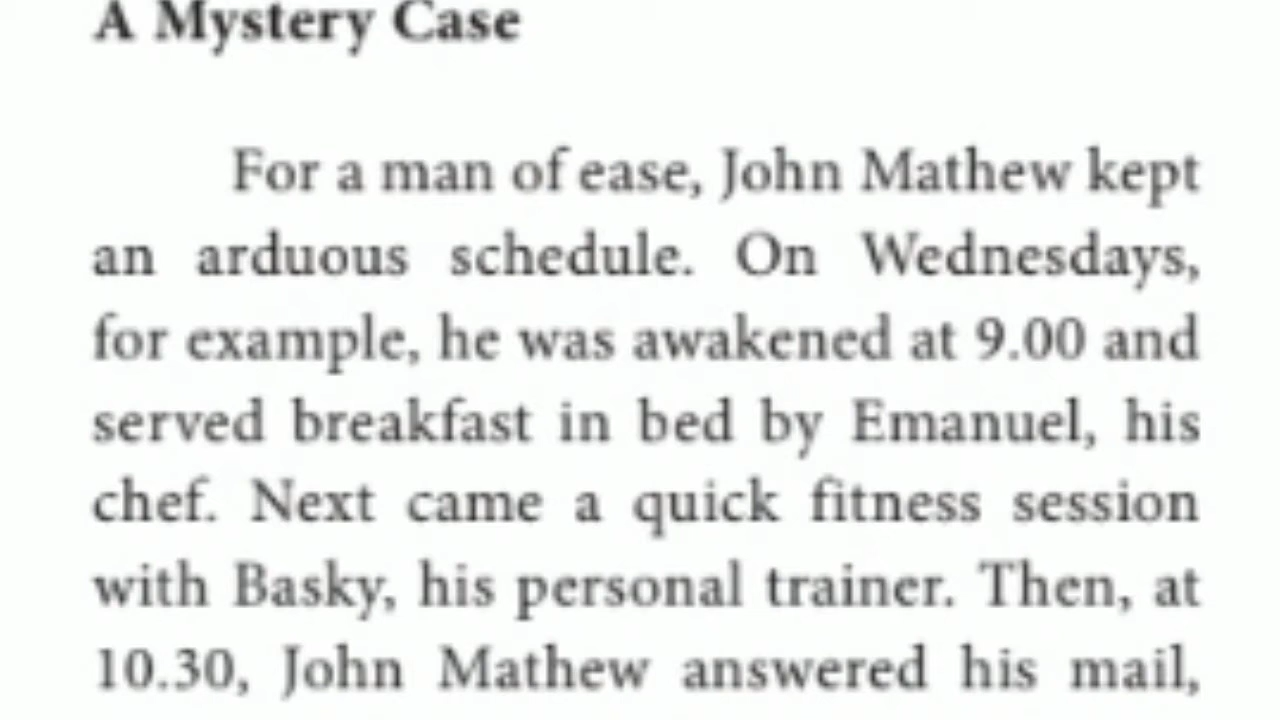 A Mystery Case
For a man of ease, John Mathew kept
an arduous schedule. On Wednesdays,
for example, he was awakened at 9.00 and
served breakfast in bed by Emanuel, his
chef. Next came a quick fitness session
with Basky, his personal trainer. Then, at
10.30, John Mathew answered his mail,